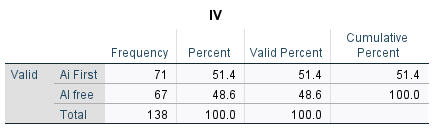 IV
Frequency Percent Valid Percent Cumulative Percent
Valid Ai First 71 51.4 51.4 51.4
AI free 67 48.6 48.6 100.0
Total 138 100.0 100.0